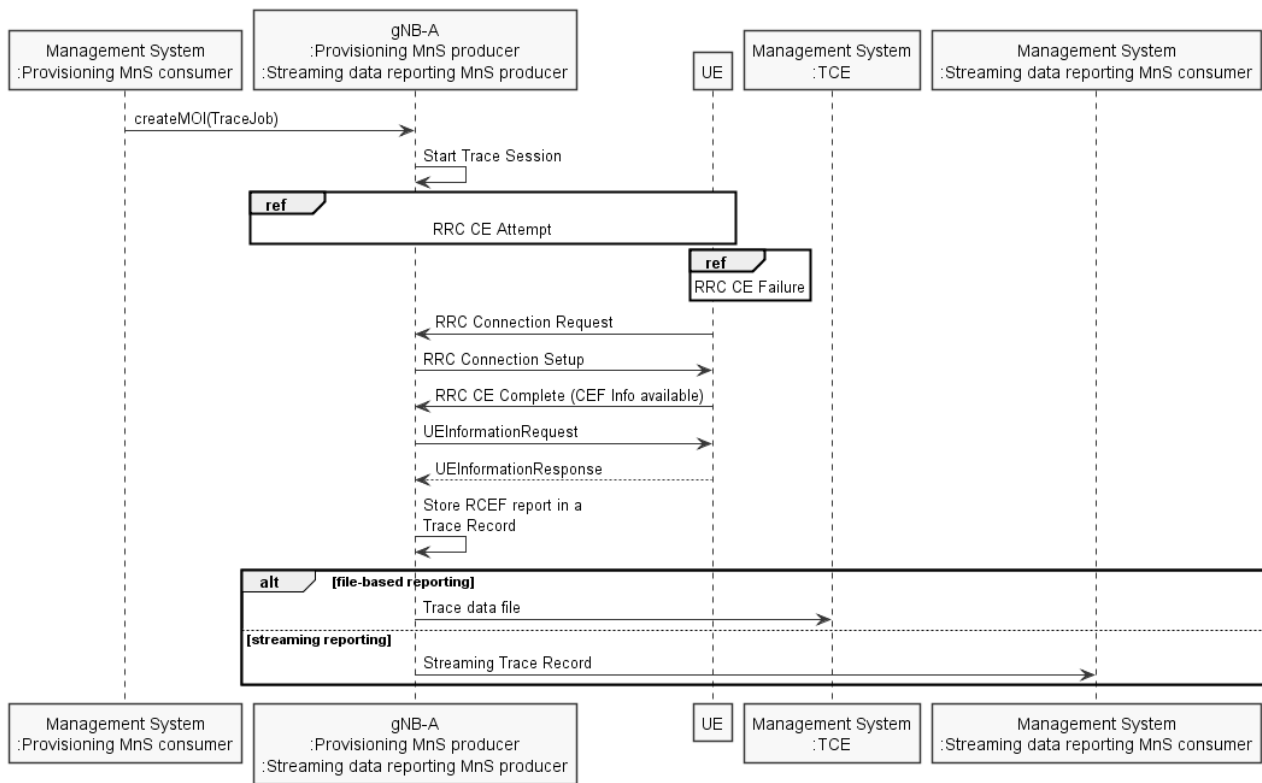 gNB-A
Management System
:Provisioning MnS consumer
:Provisioning MnS producer
:Streaming data reporting MnS producer
UE
Management System
:TCE
Management System
:Streaming data reporting MnS consumer
createMOI(TraceJob)
Start Trace Session
ref
RRC CE Attempt
ref
RRC CE Failure
RRC Connection Request
RRC Connection Setup
RRC CE Complete (CEF Info available)
UEInformationRequest
UEInformationResponse
Store RCEF report in a
Trace Record
alt [file-based reporting]
Trace data file
[streaming reporting]
Streaming Trace Record
Management System
:Provisioning MnS consumer
gNB-A
:Provisioning MnS producer
:Streaming data reporting MnS producer
UE
Management System
:TCE
Management System
:Streaming data reporting MnS consumer